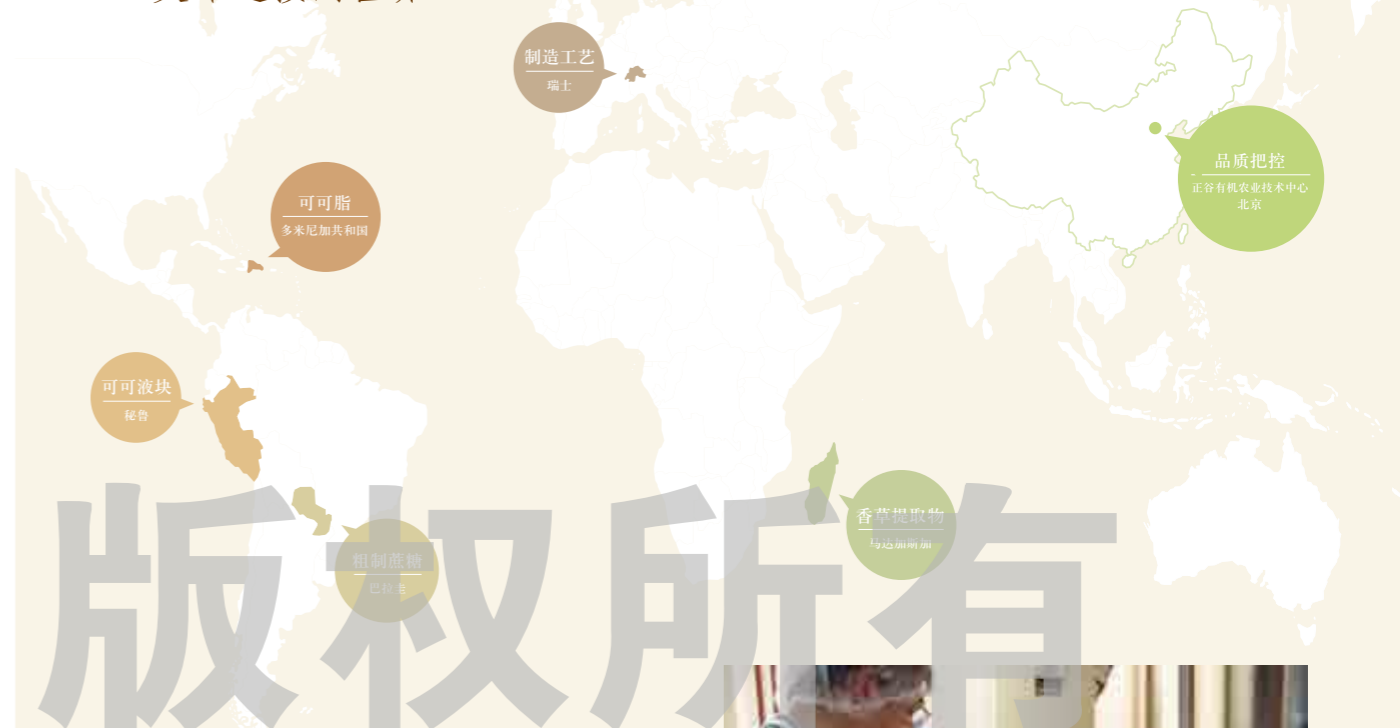 制造工艺
瑞士
品质把控
正谷有机农业技术中心
北京
可可脂
多米尼加共和国
可可液块
秘鲁
香草提取物
马达加斯加
粗制蔗糖
巴拉圭
版权所有